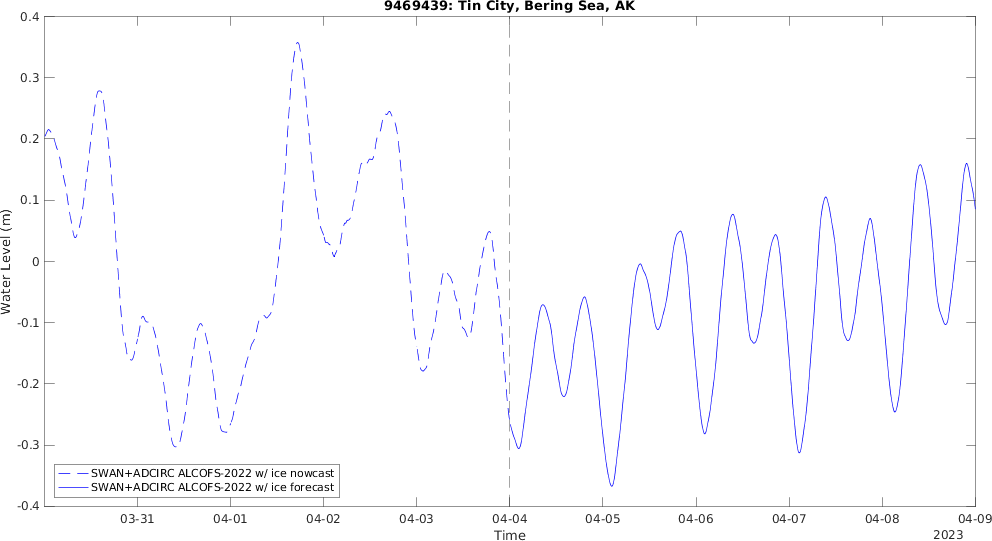 9469439: Tin City, Bering Sea, AK
0.4
0.3
0.2
0.1
0
-0.1
-0.2
-0.3
-0.4
Water Level (m)
SWAN+ADCIRC ALCOFS-2022 w/ ice nowcast
SWAN+ADCIRC ALCOFS-2022 w/ ice forecast
03-31 04-01 04-02 04-03 04-04 04-05 04-06 04-07 04-08 04-09
Time
2023